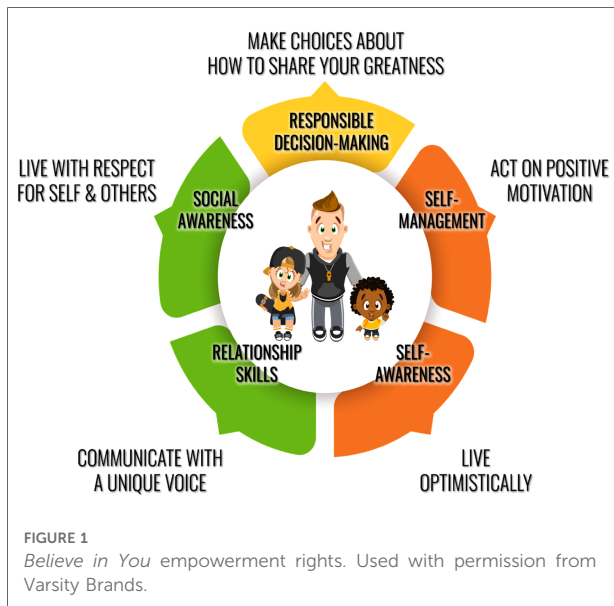 MAKE CHOICES ABOUT
HOW TO SHARE YOUR GREATNESS
RESPONSIBLE
DECISION-MAKING
LIVE WITH RESPECT
FOR SELF & OTHERS
SOCIAL
AWARENESS
SELF-
MANAGEMENT
ACT ON POSITIVE
MOTIVATION
RELATIONSHIP
SKILLS
SELF-
AWARENESS
COMMUNICATE WITH
A UNIQUE VOICE
LIVE
OPTIMISTICALLY
FIGURE 1
Believe in You empowerment rights. Used with permission from
Varsity Brands.